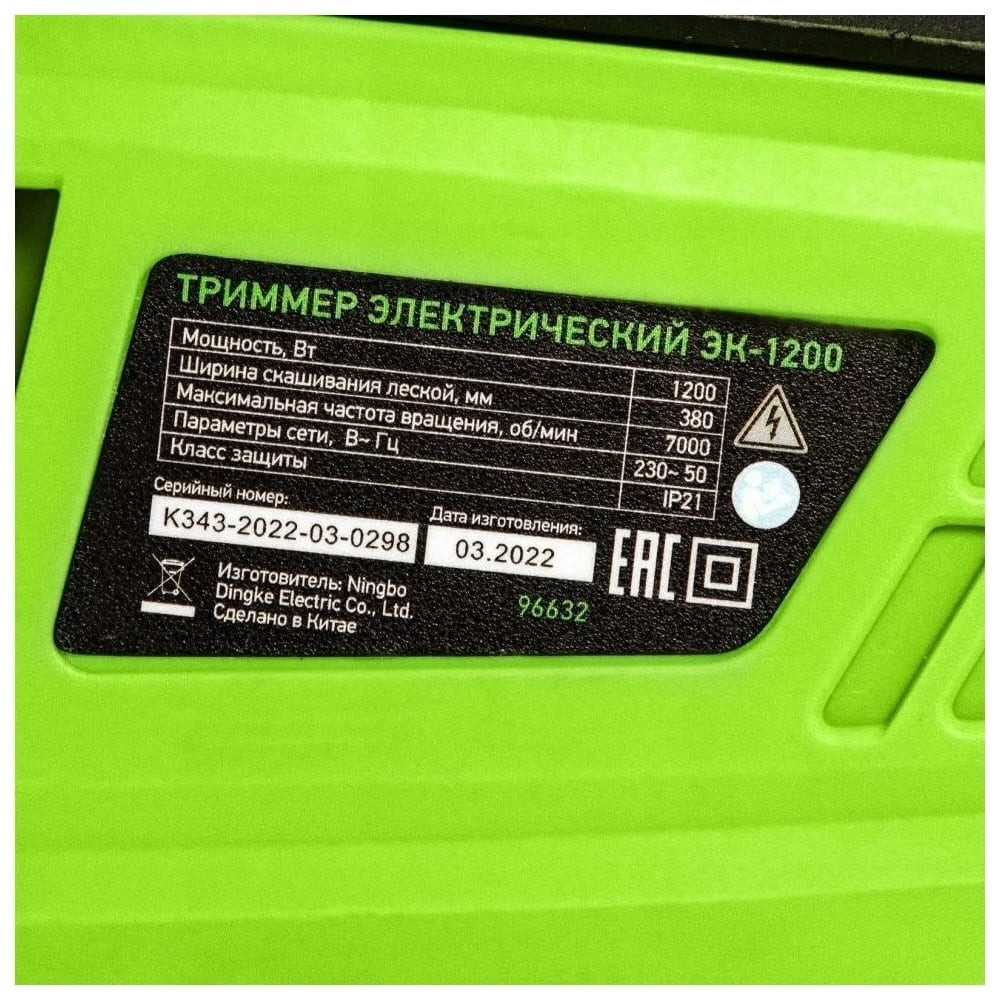 ТРИММЕР ЭЛЕКТРИЧЕСКИЙ ЭК-1200
Мощность, Вт 1200
Ширина скашивания леской, мм 380
Максимальная частота вращения, об/мин 7000
Параметры сети, В~ Гц 230~ 50
Класс защиты IP21
Серийный номер:
K343-2022-03-0298
Дата изготовления:
03.2022
EAC
Изготовитель: Ningbo
Dingke Electric Co., Ltd.
Сделано в Китае
96632